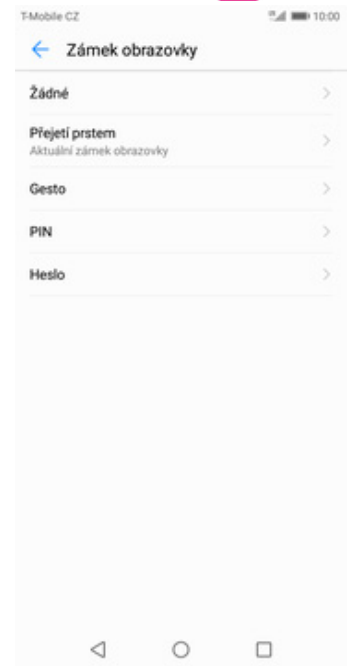 T-Mobile CZ 10:00
Zámek obrazovky
Žádné
Přejetí prstem
Aktuální zámek obrazovky
Gesto
PIN
Heslo